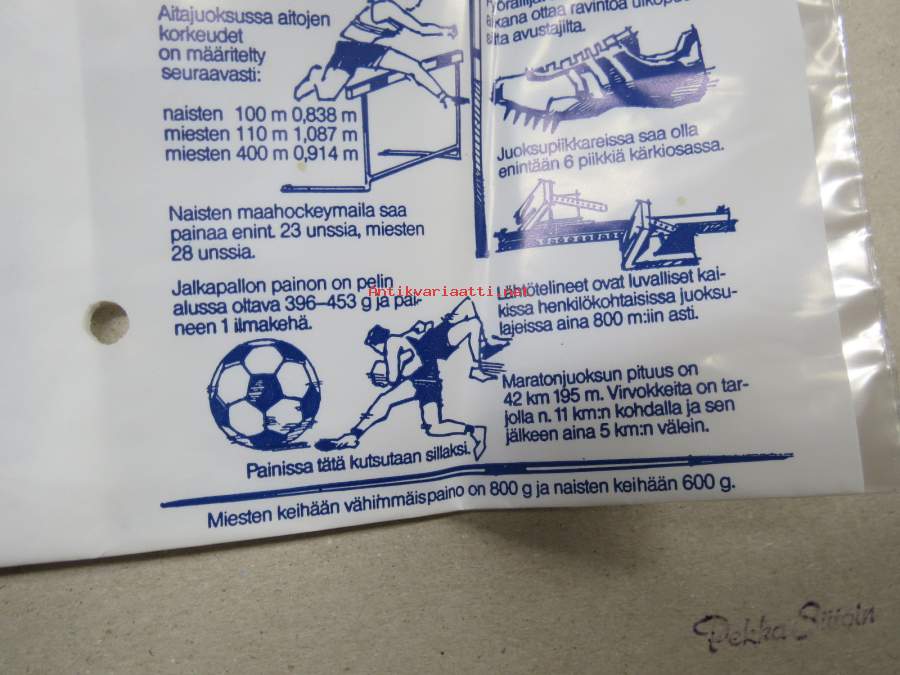 Aitajuoksussa aitojen
korkeudet
on määritelty
seuraavasti:
naisten 100 m 0,838 m
miesten 110 m 1,087 m
miesten 400 m 0,914 m
Naisten maahockeymaila saa
painaa enint. 23 unssia, miesten
28 unssia.
Jalkapallon painon on pelin
alussa oltava 396–453 g ja pai-
neen 1 ilmakehä.
Painissa tätä kutsutaan sillaksi.
ottaa ravintoa
avustajilta.
Juoksupiikkareissa saa olla
enintään 6 piikkiä kärkiosassa.
Lähtötelineet ovat luvalliset kai-
kissa henkilökohtaisissa juoksu-
lajeissa aina 800 m:iin asti.
Maratonjuoksun pituus on
42 km 195 m. Virvokkeita on tar-
jolla n. 11 km:n kohdalla ja sen
jälkeen aina 5 km:n välein.
Miesten keihään vähimmäispaino on 800 g ja naisten keihään 600 g.
Antikvariaatti.net
Pekka